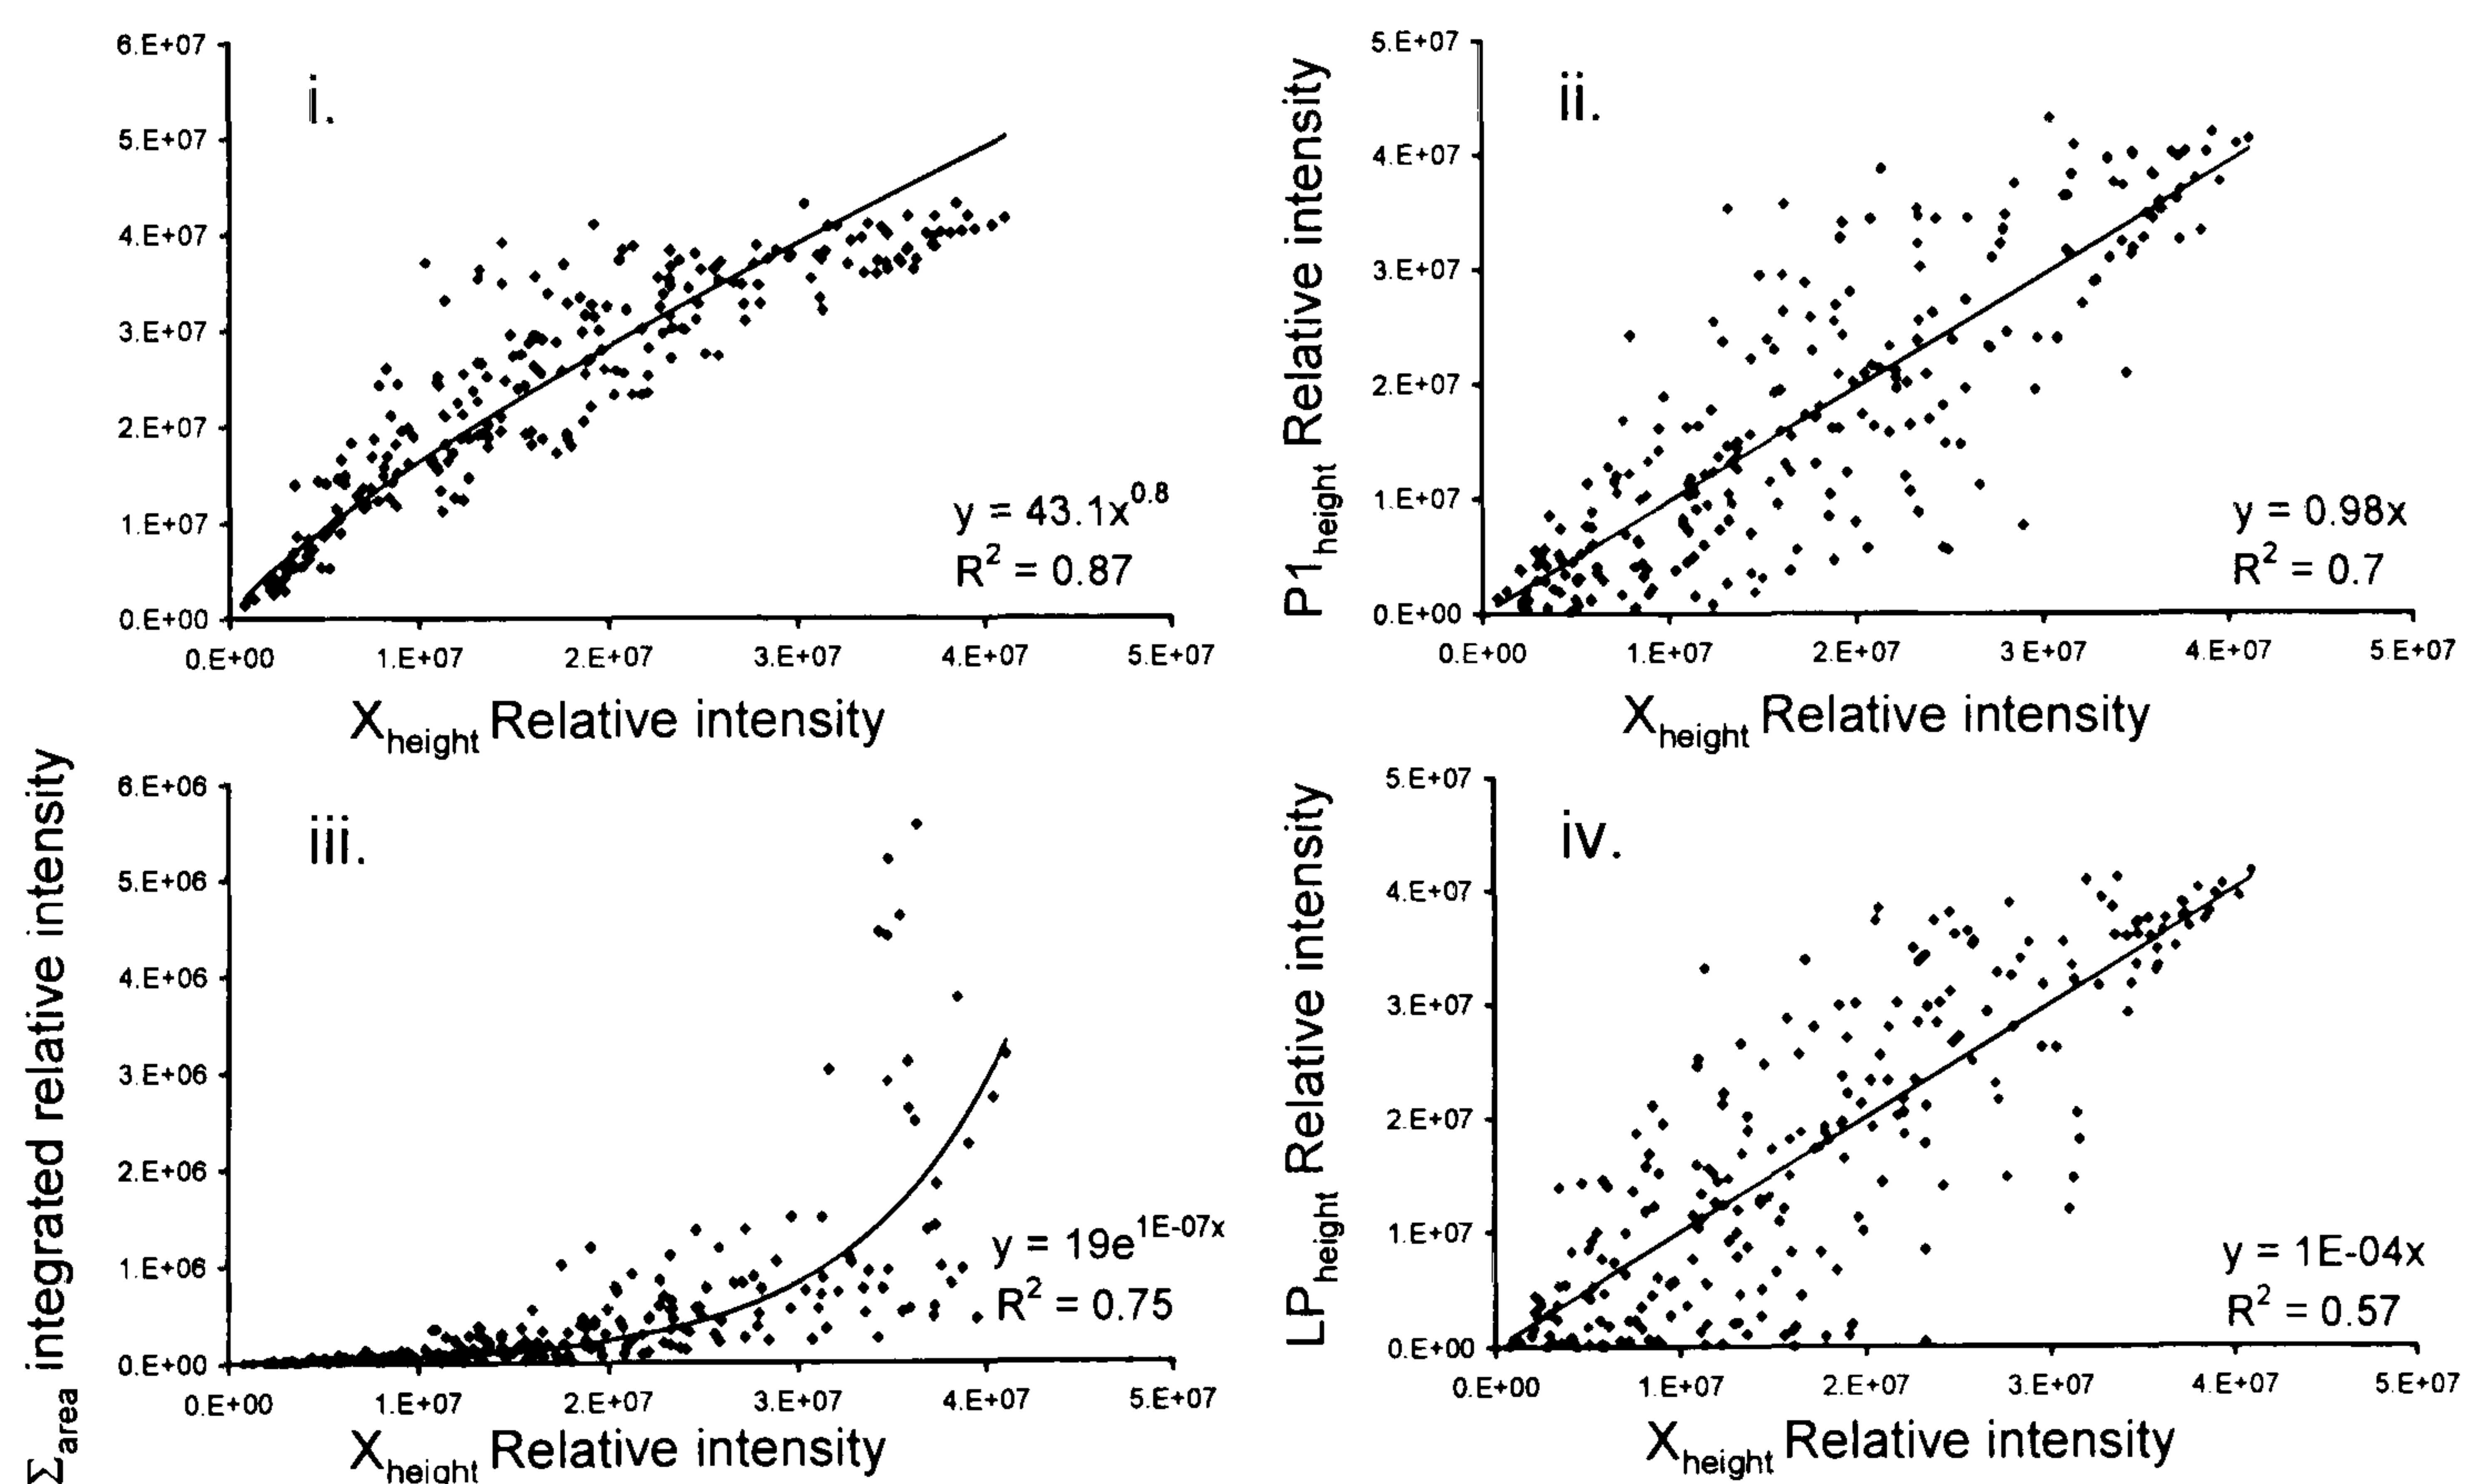 6.E+07
5.E+07
4.E+07
3.E+07
2.E+07
1.E+07
0.E+00
i.
y = 43.1x^0.8
R^2 = 0.87
0.E+00 1.E+07 2.E+07 3.E+07 4.E+07 5.E+07
X_height Relative intensity
P1_height Relative intensity
5.E+07
4.E+07
3.E+07
2.E+07
1.E+07
0.E+00
ii.
y = 0.98x
R^2 = 0.7
0.E+00 1.E+07 2.E+07 3 E+07 4.E+07 5.E+07
X_height Relative intensity
Σ_area integrated relative intensity
6.E+06
5.E+06
4.E+06
3.E+06
2.E+06
1.E+06
0.E+00
iii.
y = 19e^1E-07x
R^2 = 0.75
0.E+00 1.E+07 2.E+07 3.E+07 4.E+07 5.E+07
X_height Relative intensity
LP_height Relative intensity
5.E+07
4.E+07
3.E+07
2.E+07
1.E+07
0.E+00
iv.
y = 1E-04x
R^2 = 0.57
0.E+00 1.E+07 2.E+07 3.E+07 4.E+07 5.E+07
X_height Relative intensity